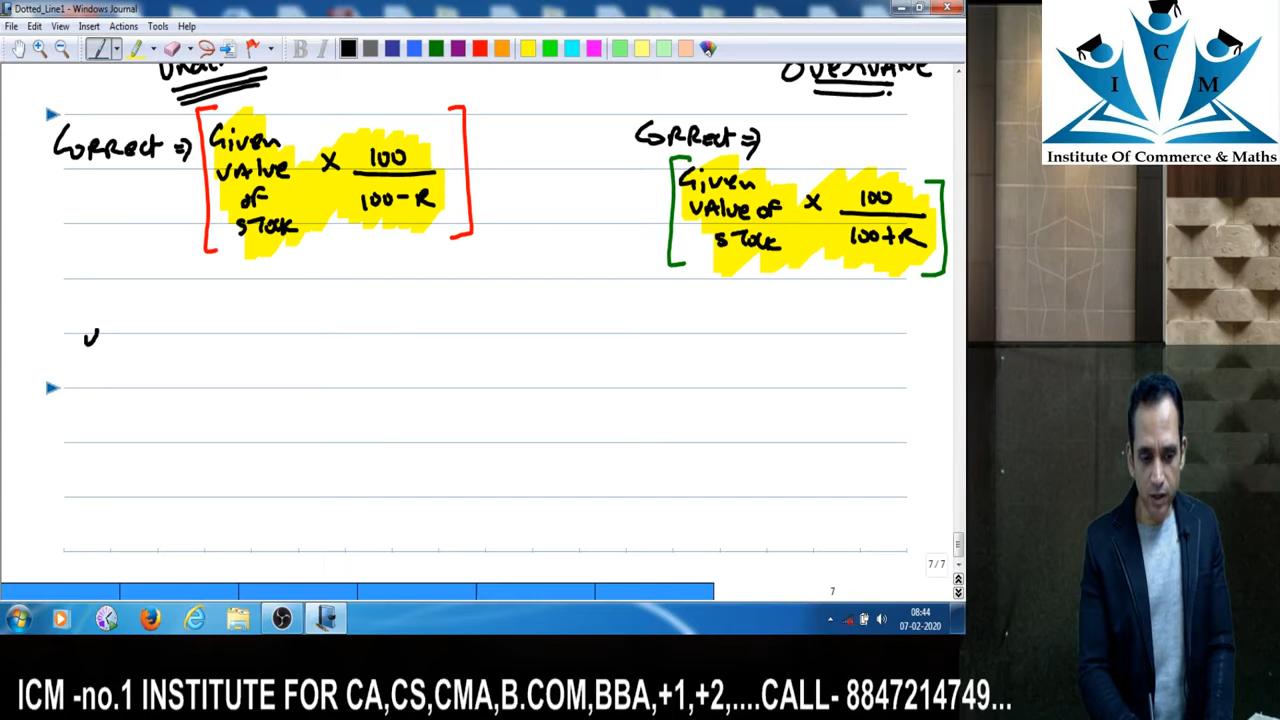 Dotted_Line1 - Windows Journal
File Edit View Insert Actions Tools Help
B I
OVERVALUE
CORRECT ⇒ [Given value of stock × 100 / 100-R]
CORRECT ⇒ [Given value of stock × 100 / 100+R]
7/7
7
08:44
07-02-2020
I C M
Institute Of Commerce & Maths
ICM -no.1 INSTITUTE FOR CA,CS,CMA,B.COM,BBA,+1,+2,....CALL- 8847214749...